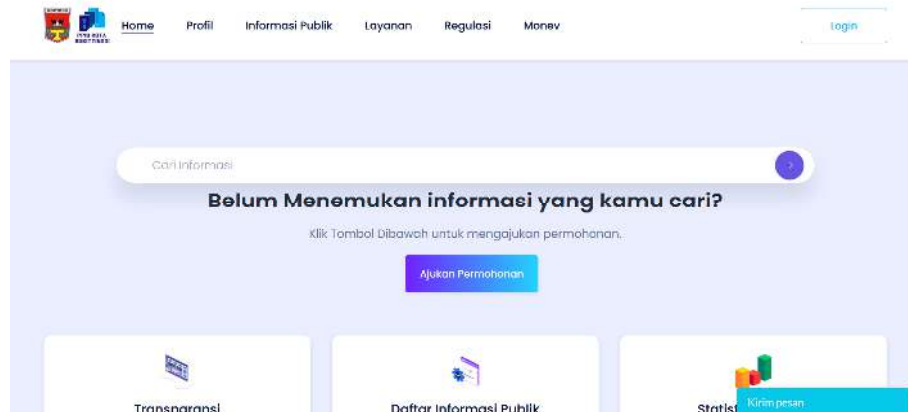 Home Profil Informasi Publik Layanan Regulasi Monev Login
Cari Informasi
Belum Menemukan informasi yang kamu cari?
Klik Tombol Dibawah untuk mengajukan permohonan.
Ajukan Permohonan
Transparansi Daftar Informasi Publik Statist
Kirim pesan